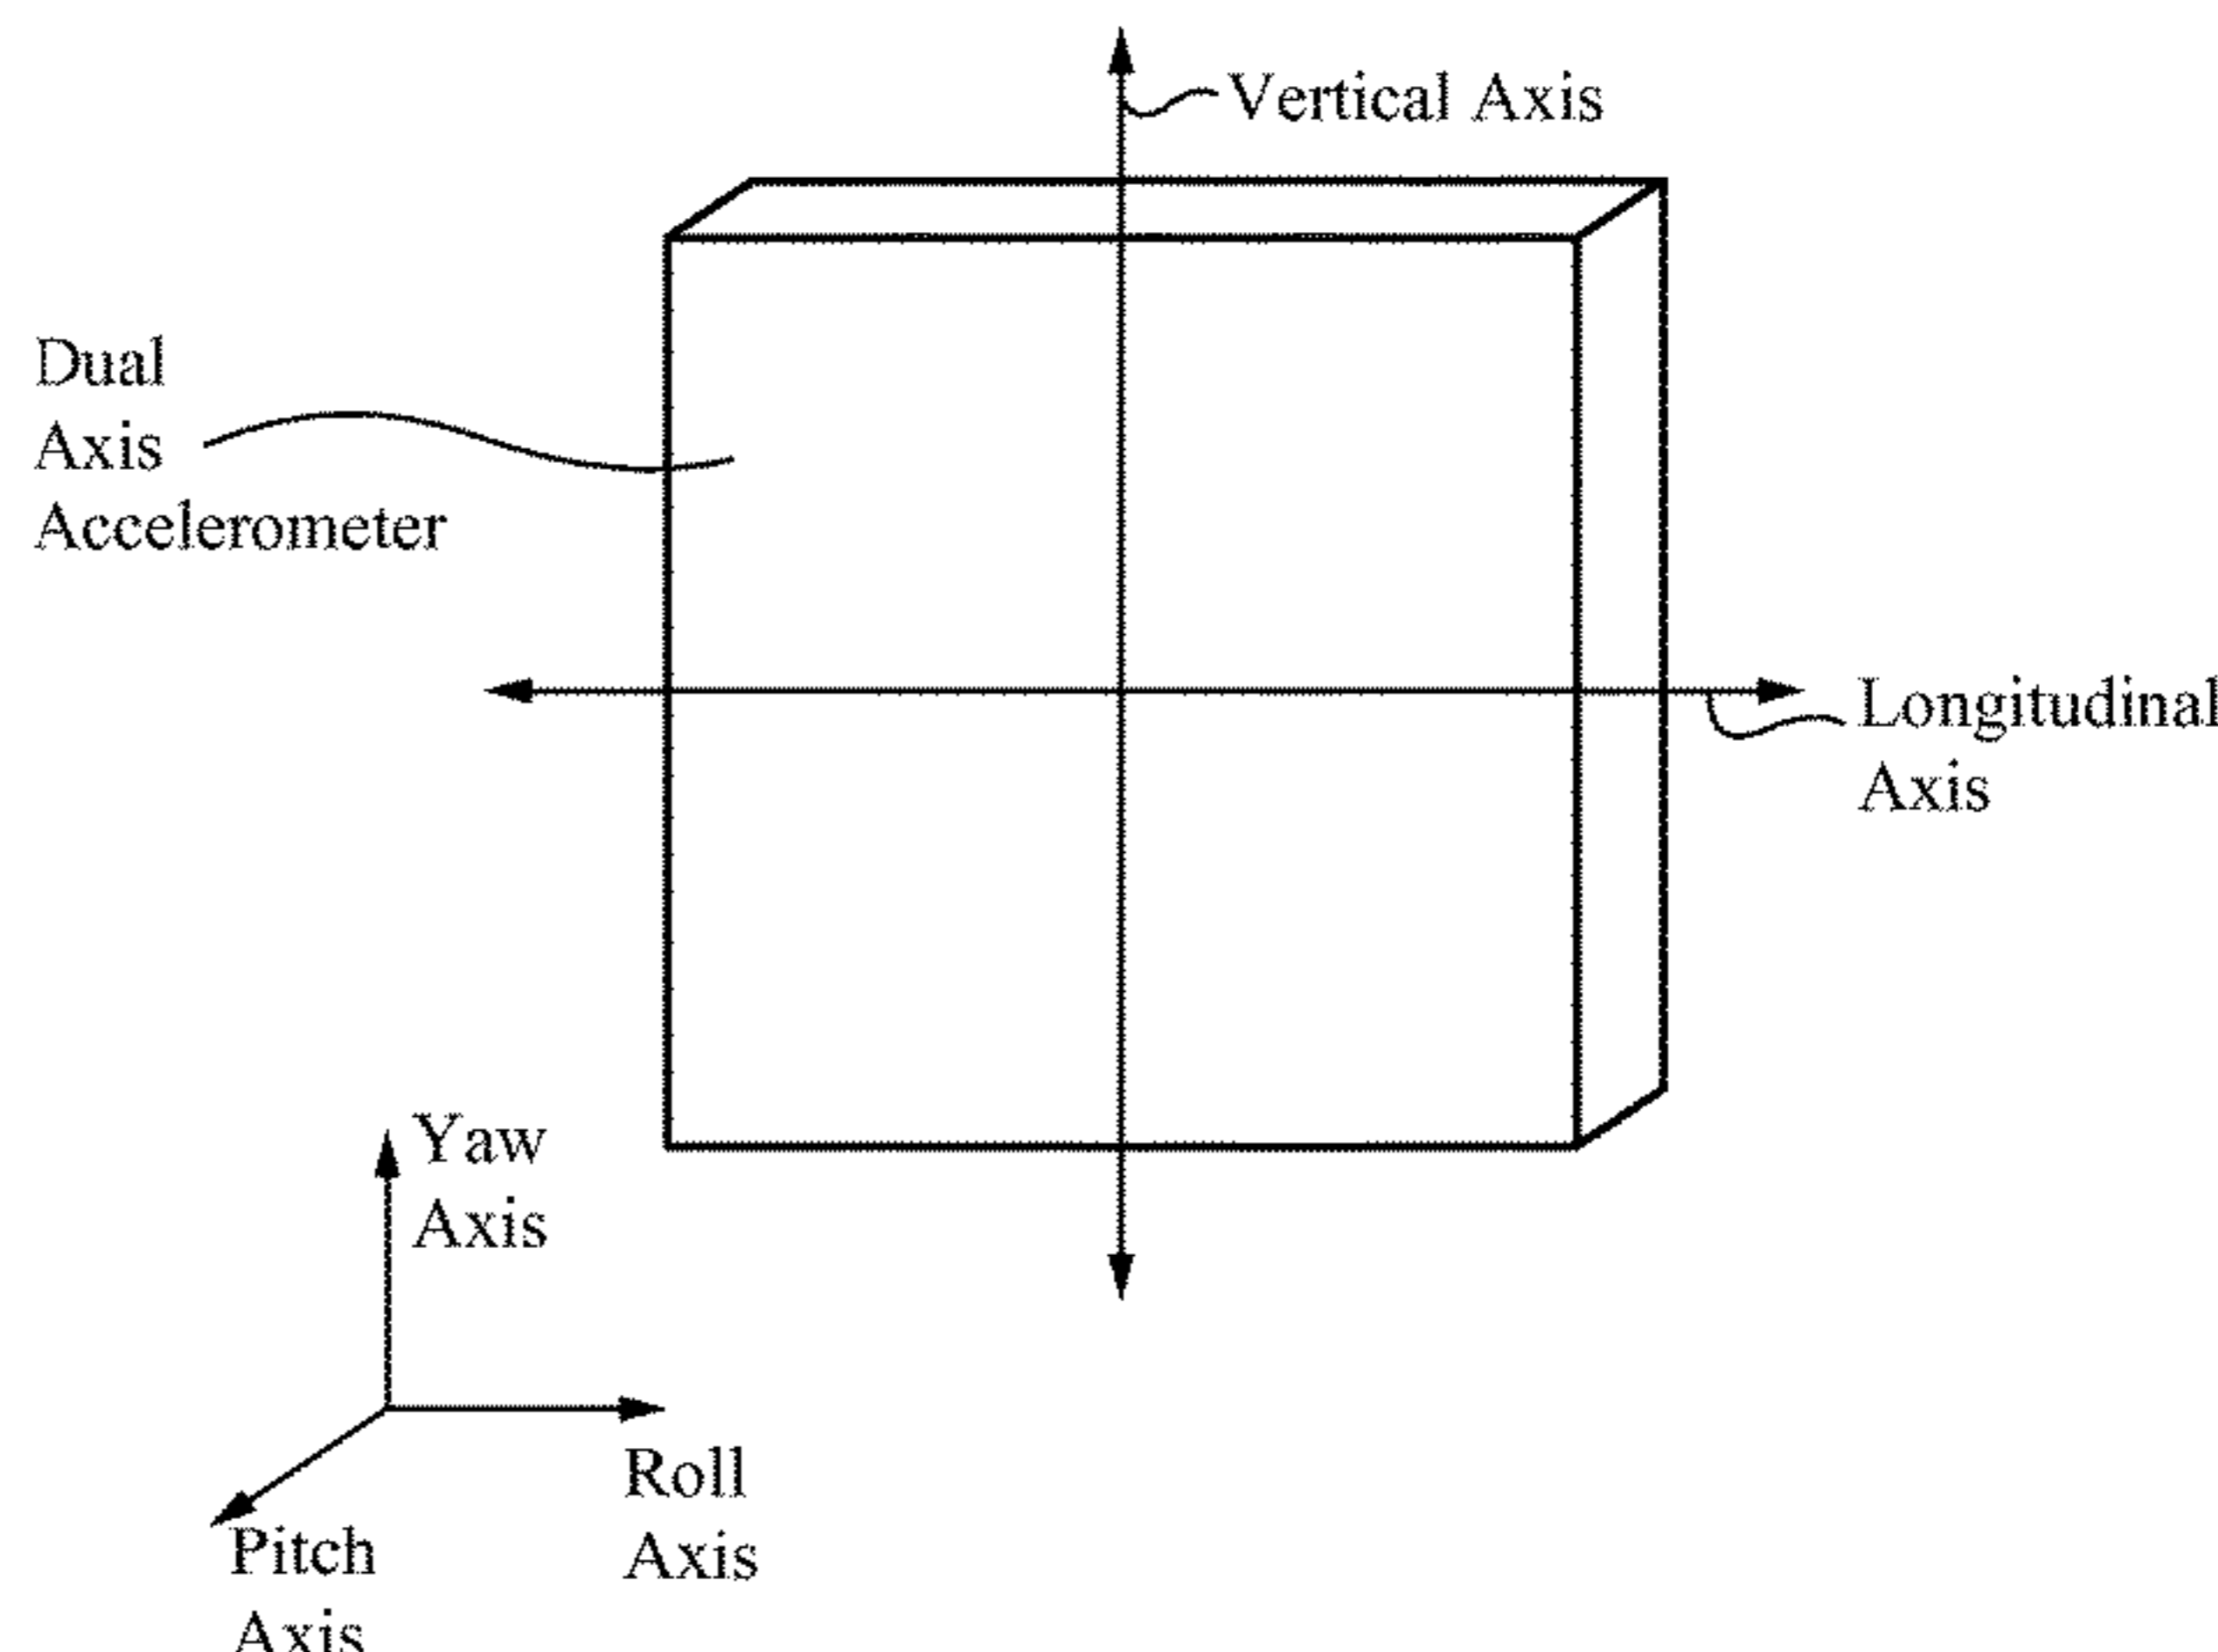 Vertical Axis
Dual
Axis
Accelerometer
Longitudinal
Axis
Yaw
Axis
Roll
Axis
Pitch
Axis